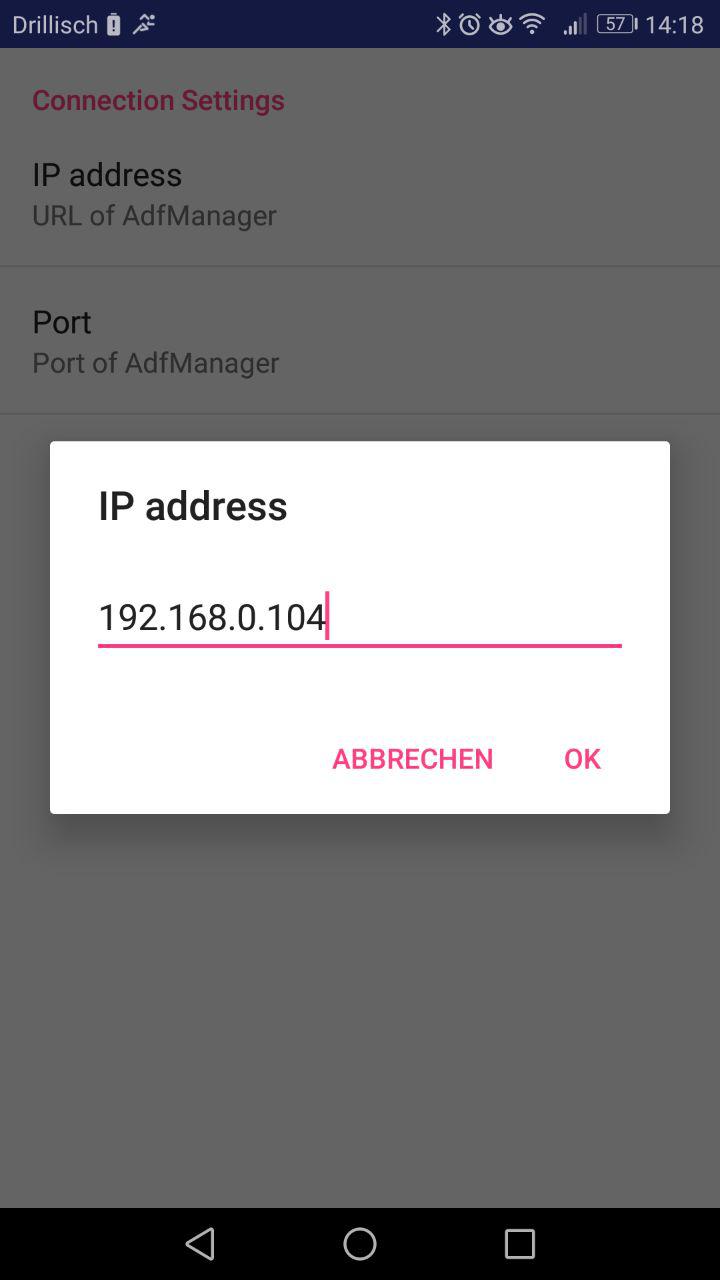 Drillisch 57 14:18
Connection Settings
IP address
URL of AdfManager
Port
Port of AdfManager
IP address
192.168.0.104
ABBRECHEN OK